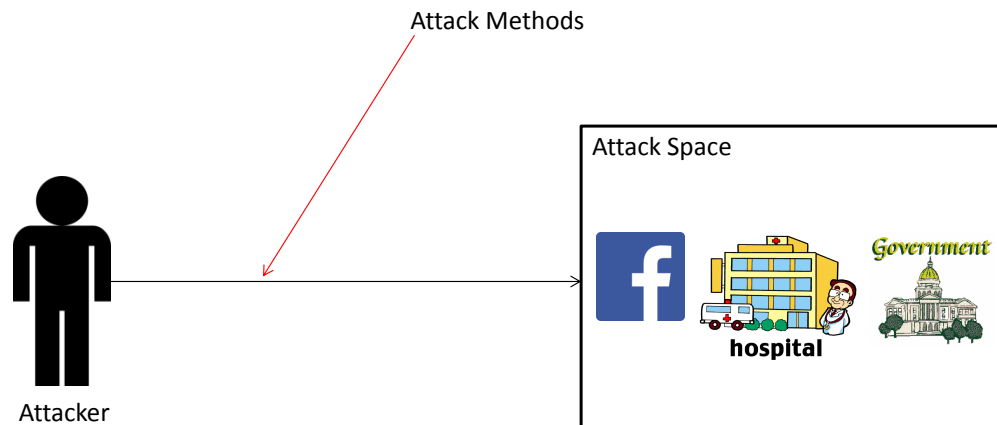 Attack Methods
Attack Space
f
Government
hospital
Attacker